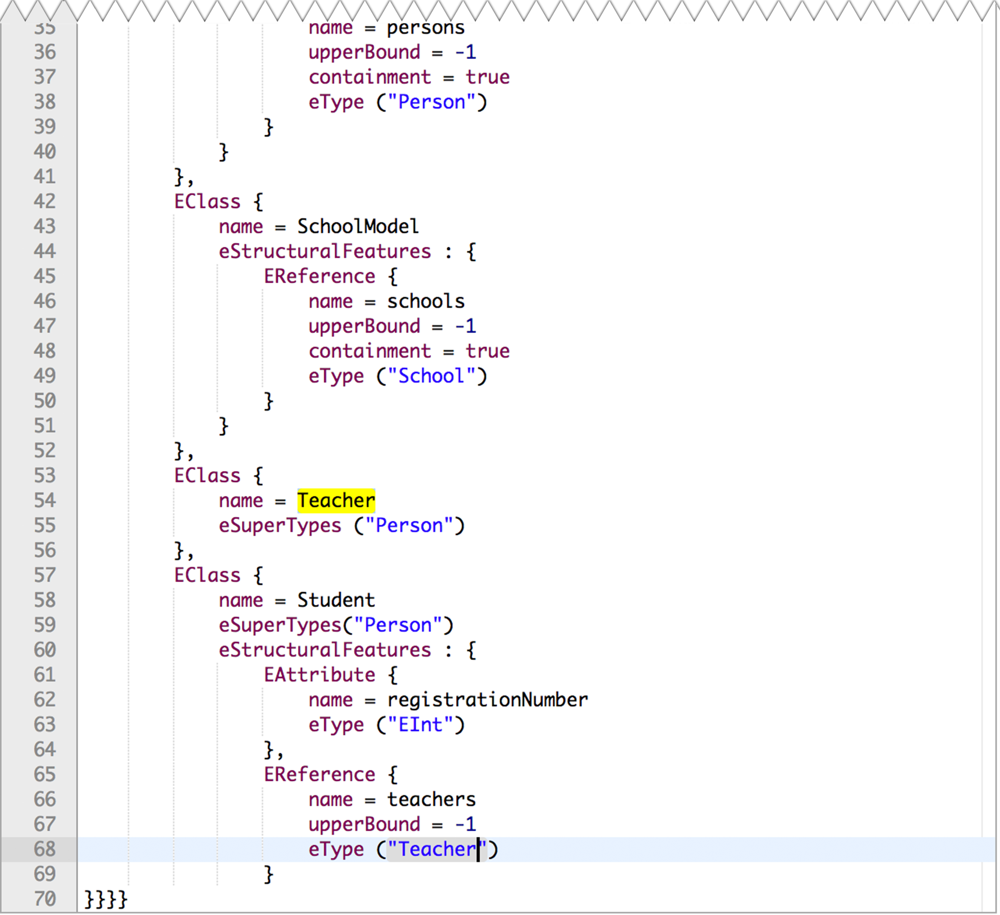 35 name = persons
36 upperBound = -1
37 containment = true
38 eType ("Person")
39 }
40 }
41 },
42 EClass {
43 name = SchoolModel
44 eStructuralFeatures : {
45 EReference {
46 name = schools
47 upperBound = -1
48 containment = true
49 eType ("School")
50 }
51 }
52 },
53 EClass {
54 name = Teacher
55 eSuperTypes ("Person")
56 },
57 EClass {
58 name = Student
59 eSuperTypes("Person")
60 eStructuralFeatures : {
61 EAttribute {
62 name = registrationNumber
63 eType ("EInt")
64 },
65 EReference {
66 name = teachers
67 upperBound = -1
68 eType ("Teacher")
69 }
70 }}}}